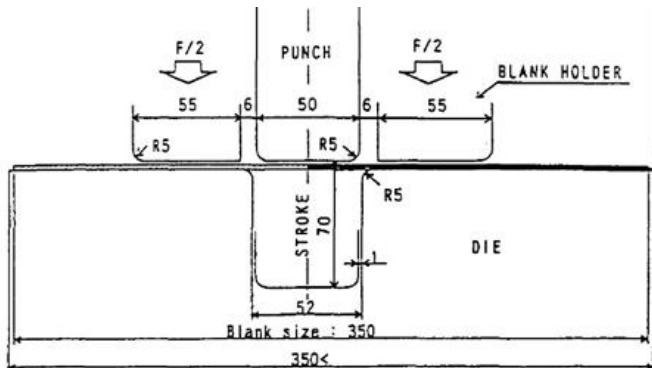 F/2
PUNCH
F/2
BLANK HOLDER
55
6
50
6
55
R5
R5
R5
STROKE
70
DIE
1
52
Blank size : 350
350<